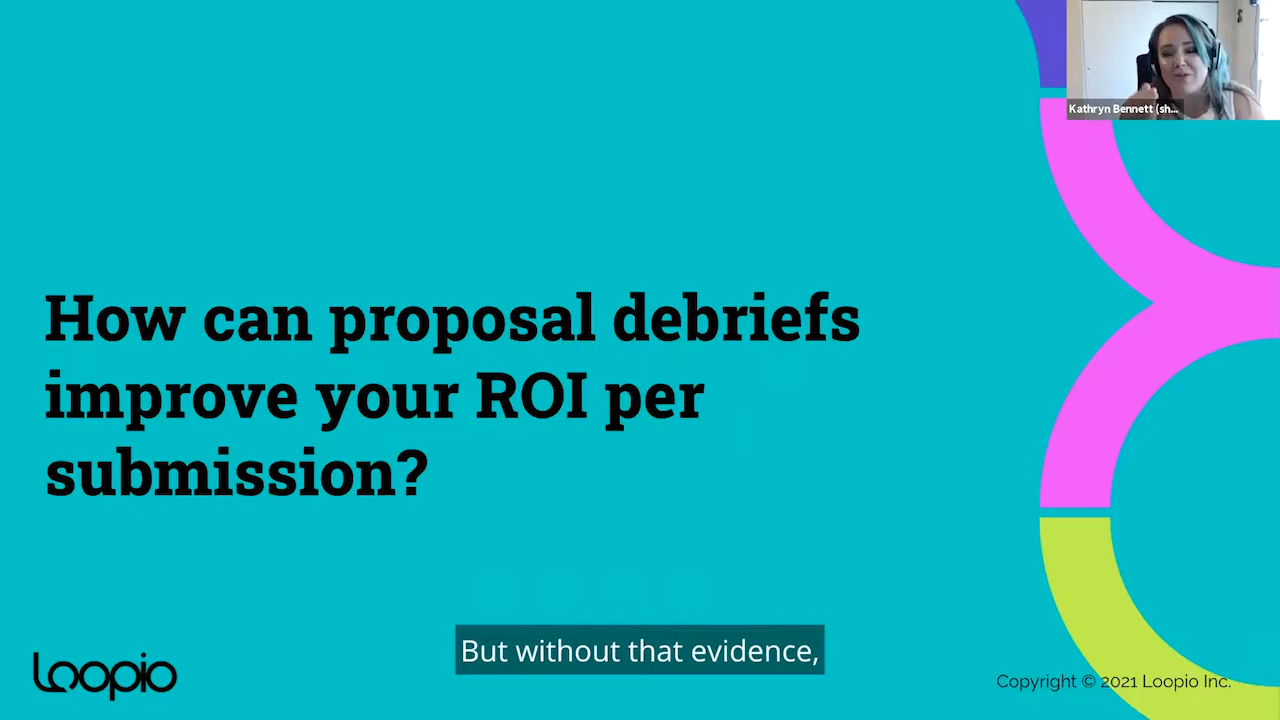 Kathryn Bennett (sh...
How can proposal debriefs
improve your ROI per
submission?
But without that evidence,
Loopio
Copyright © 2021 Loopio Inc.